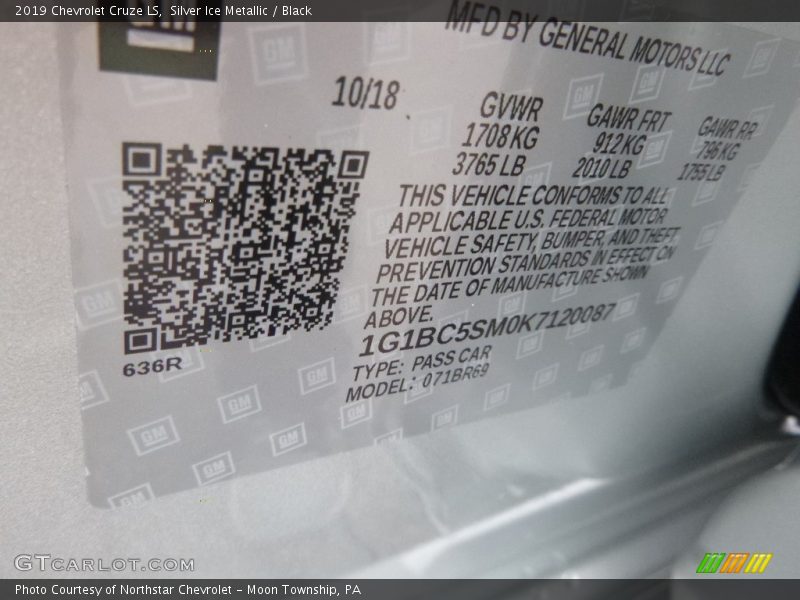 2019 Chevrolet Cruze LS, Silver Ice Metallic / Black
GM
MFD BY GENERAL MOTORS LLC
10/18
GVWR
1708 KG
3765 LB
GAWR FRT
912 KG
2010 LB
GAWR RR
796 KG
1755 LB
THIS VEHICLE CONFORMS TO ALL
APPLICABLE U.S. FEDERAL MOTOR
VEHICLE SAFETY, BUMPER, AND THEFT
PREVENTION STANDARDS IN EFFECT ON
THE DATE OF MANUFACTURE SHOWN
ABOVE.
1G1BC5SM0K7120087
TYPE: PASS CAR
MODEL: 071BR69
636R
GTCARLOT.COM
Photo Courtesy of Northstar Chevrolet - Moon Township, PA